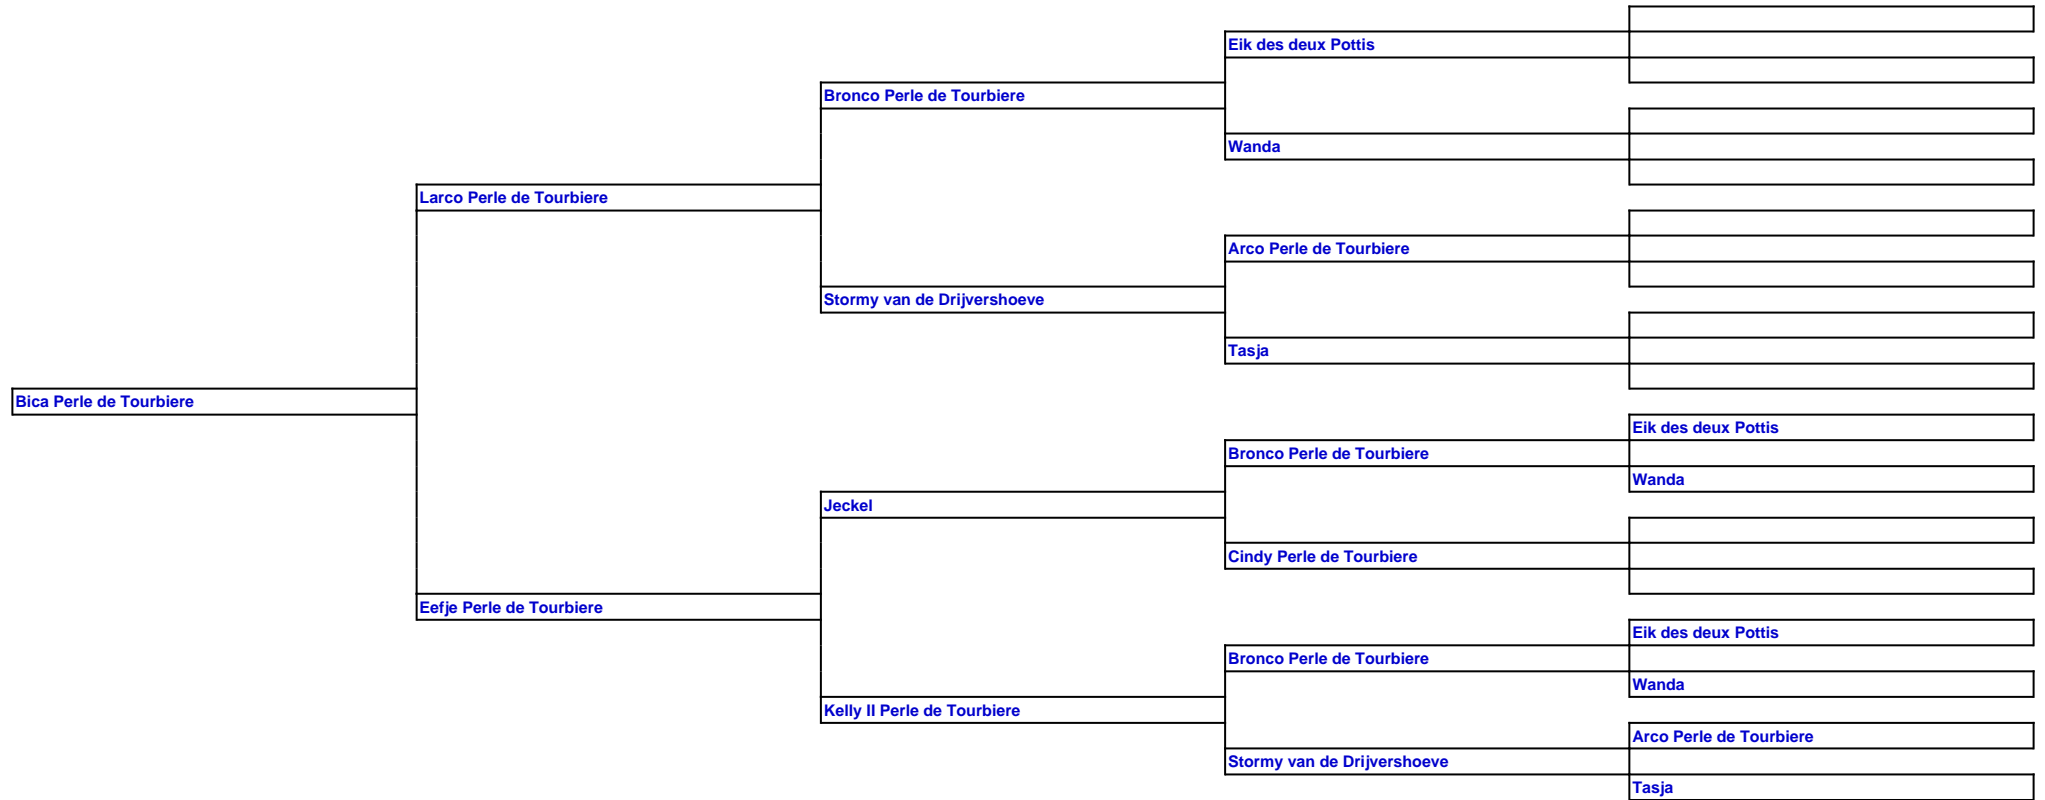 Eik des deux Pottis
Bronco Perle de Tourbiere
Wanda
Larco Perle de Tourbiere
Arco Perle de Tourbiere
Stormy van de Drijvershoeve
Tasja
Bica Perle de Tourbiere
Eik des deux Pottis
Bronco Perle de Tourbiere
Wanda
Jeckel
Cindy Perle de Tourbiere
Eefje Perle de Tourbiere
Eik des deux Pottis
Bronco Perle de Tourbiere
Wanda
Kelly II Perle de Tourbiere
Arco Perle de Tourbiere
Stormy van de Drijvershoeve
Tasja